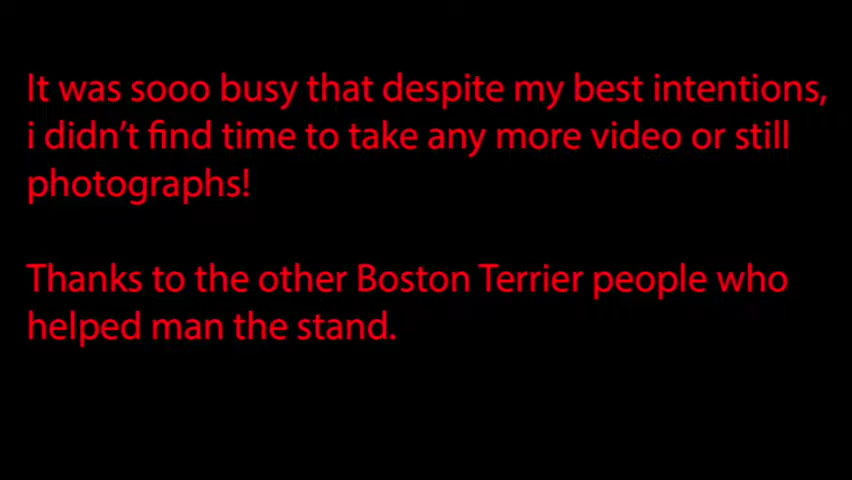 It was sooo busy that despite my best intentions,
i didn’t find time to take any more video or still
photographs!
Thanks to the other Boston Terrier people who
helped man the stand.